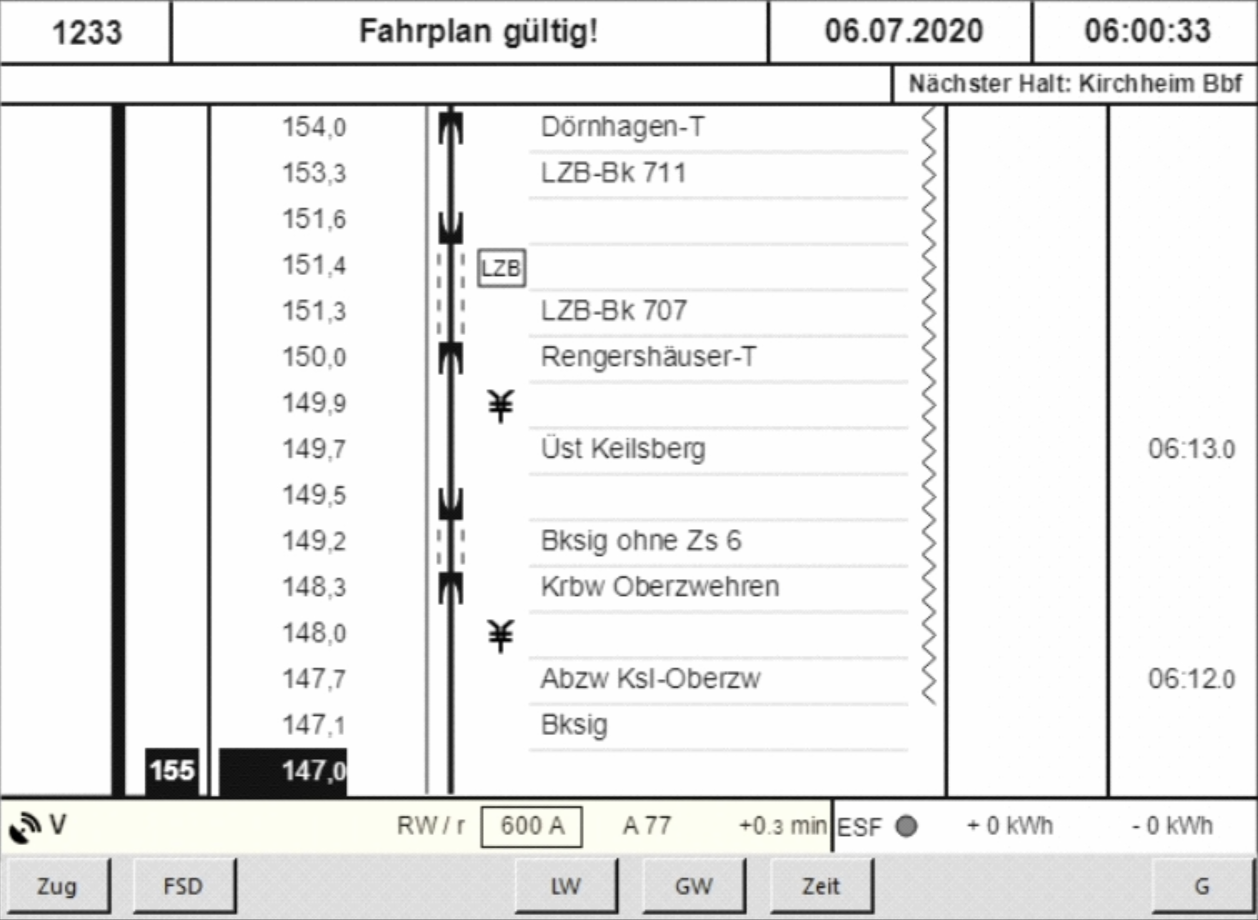 1233 Fahrplan gültig! 06.07.2020 06:00:33
Nächster Halt: Kirchheim Bbf
154,0 Dörnhagen-T
153,3 LZB-Bk 711
151,6
151,4 LZB
151,3 LZB-Bk 707
150,0 Rengershäuser-T
149,9 ¥
149,7 Üst Keilsberg 06:13.0
149,5
149,2 Bksig ohne Zs 6
148,3 Krbw Oberzwehren
148,0 ¥
147,7 Abzw Ksl-Oberzw 06:12.0
147,1 Bksig
155 147,0
V RW / r 600 A A 77 +0.3 min ESF + 0 kWh - 0 kWh
Zug FSD LW GW Zeit G